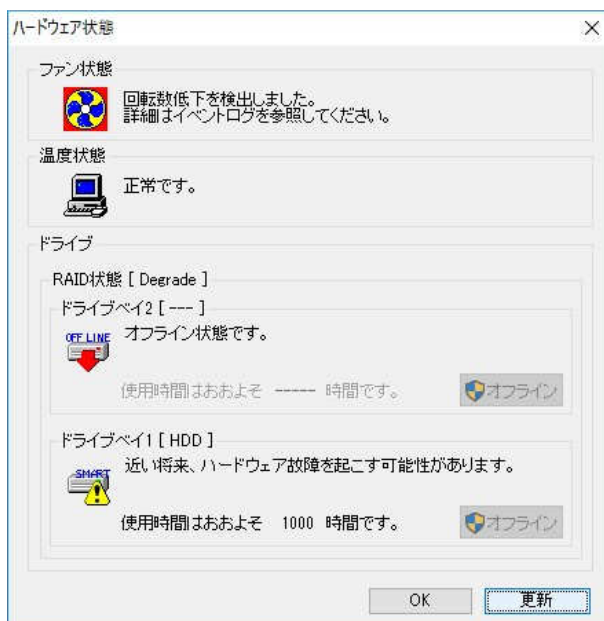 ハードウェア状態
ファン状態
回転数低下を検出しました。
詳細はイベントログを参照してください。
温度状態
正常です。
ドライブ
RAID状態 [ Degrade ]
ドライブベイ2 [ --- ]
OFF LINE
オフライン状態です。
使用時間はおおよそ ----- 時間です。
オフライン
ドライブベイ1 [ HDD ]
SMART
近い将来、ハードウェア故障を起こす可能性があります。
使用時間はおおよそ 1000 時間です。
オフライン
OK
更新